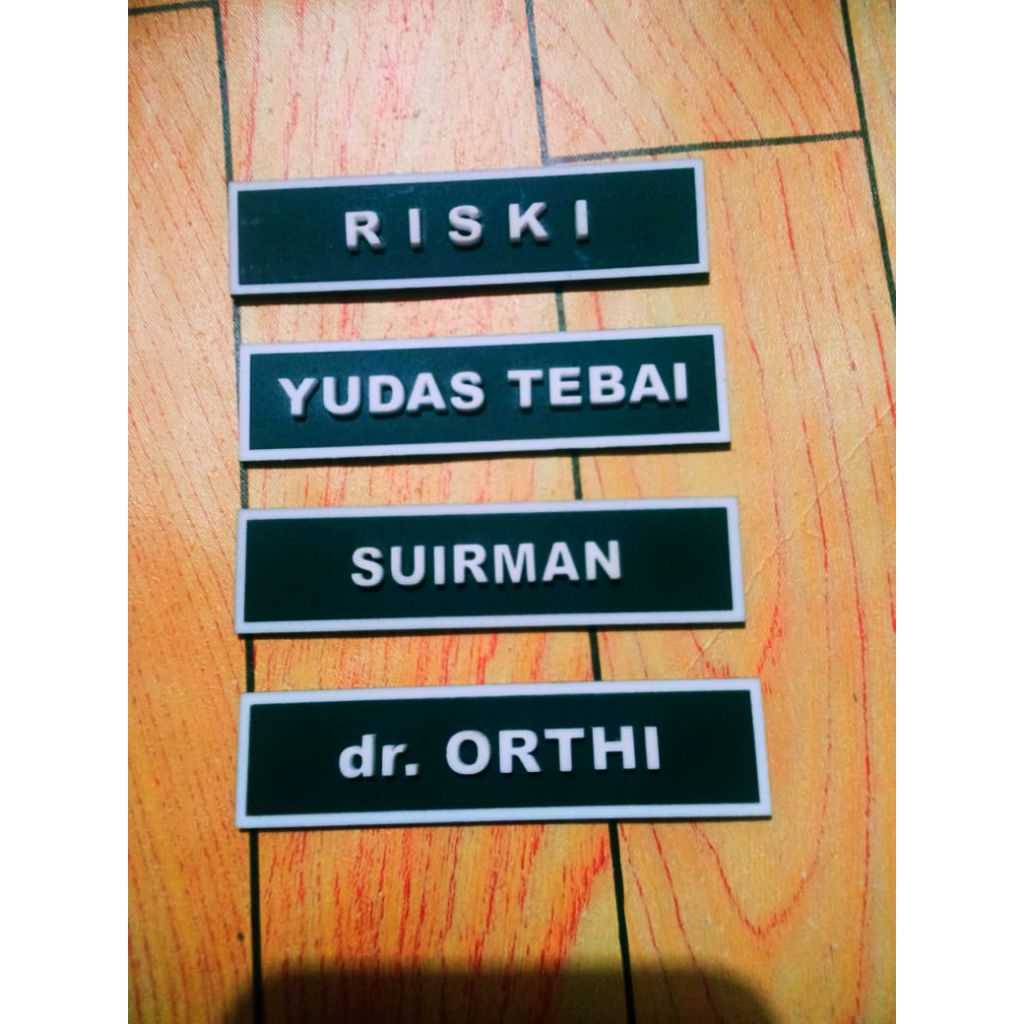 RISKI
YUDAS TEBAI
SUIRMAN
dr. ORTHI